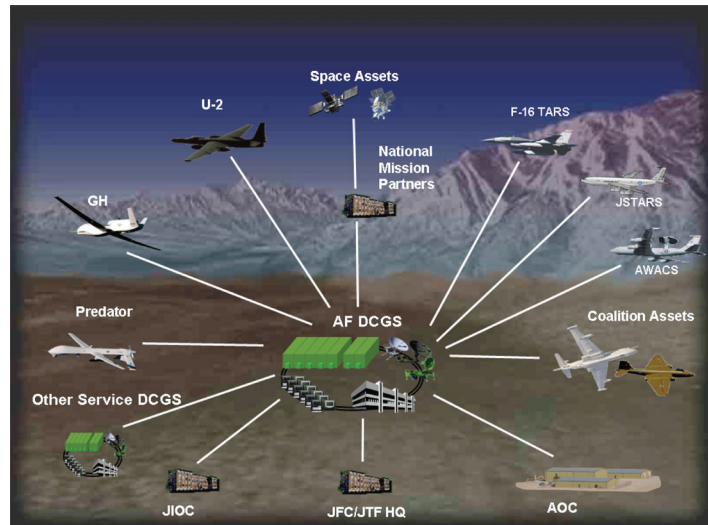 Space Assets
U-2
F-16 TARS
National
Mission
Partners
GH
JSTARS
AWACS
Predator
AF DCGS
Coalition Assets
Other Service DCGS
JIOC
JFC/JTF HQ
AOC